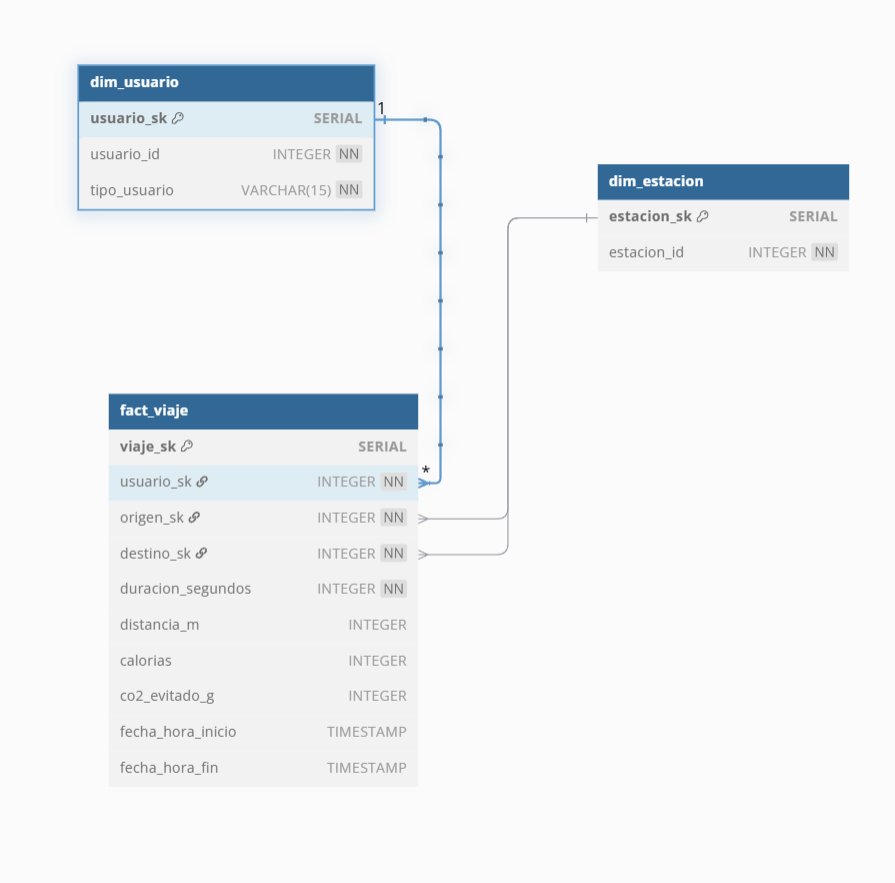 dim_usuario
1
usuario_sk SERIAL
usuario_id INTEGER NN
tipo_usuario VARCHAR(15) NN
dim_estacion
estacion_sk SERIAL
estacion_id INTEGER NN
fact_viaje
viaje_sk SERIAL
*
usuario_sk INTEGER NN
origen_sk INTEGER NN
destino_sk INTEGER NN
duracion_segundos INTEGER NN
distancia_m INTEGER
calorias INTEGER
co2_evitado_g INTEGER
fecha_hora_inicio TIMESTAMP
fecha_hora_fin TIMESTAMP